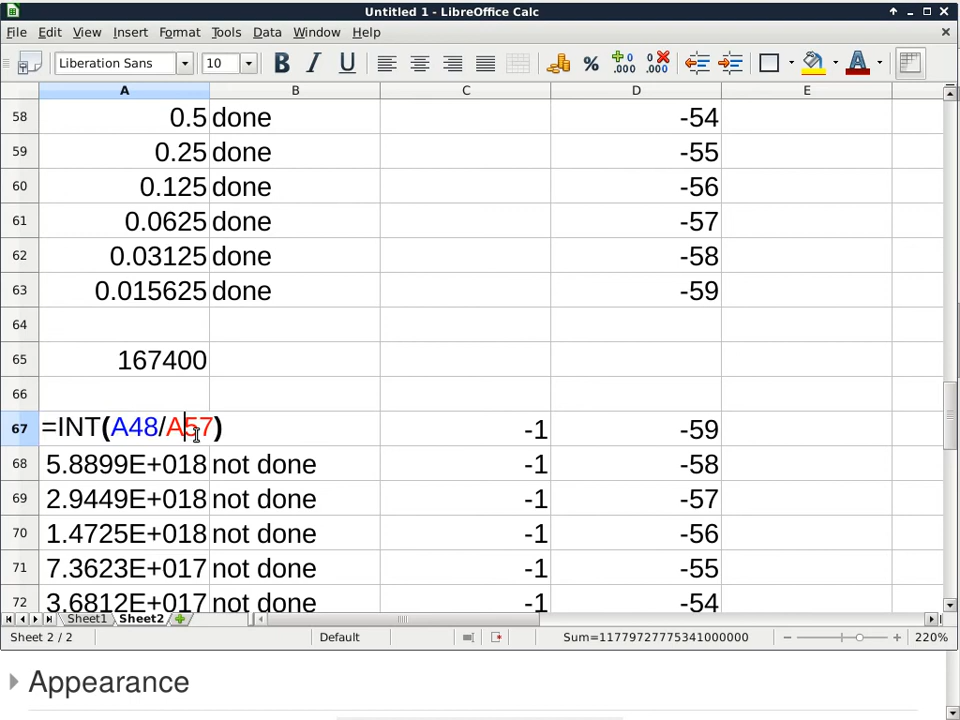 Untitled 1 - LibreOffice Calc
File Edit View Insert Format Tools Data Window Help
Liberation Sans 10
A B C D E
58 0.5 done -54
59 0.25 done -55
60 0.125 done -56
61 0.0625 done -57
62 0.03125 done -58
63 0.015625 done -59
64
65 167400
66
67 =INT(A48/A57) -1 -59
68 5.8899E+018 not done -1 -58
69 2.9449E+018 not done -1 -57
70 1.4725E+018 not done -1 -56
71 7.3623E+017 not done -1 -55
72 3.6812E+017 not done -1 -54
Sheet1 Sheet2
Sheet 2 / 2 Default Sum=11779727775341000000 220%
Appearance